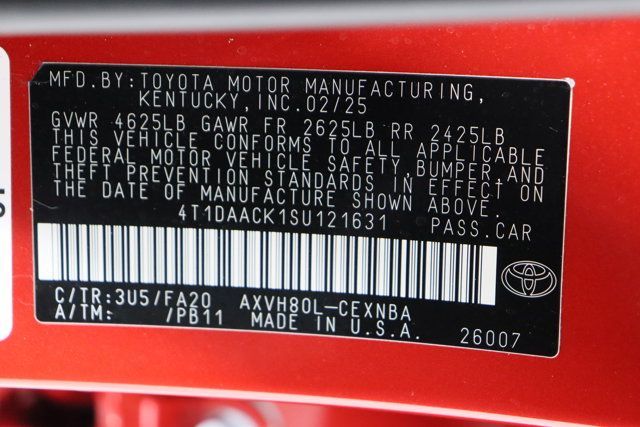 MFD.BY:TOYOTA MOTOR MANUFACTURING,
KENTUCKY,INC.02/25
GVWR 4625LB GAWR FR 2625LB RR 2425LB
THIS VEHICLE CONFORMS TO ALL APPLICABLE
FEDERAL MOTOR VEHICLE SAFETY,BUMPER,AND
THEFT PREVENTION STANDARDS IN EFFECT ON
THE DATE OF MANUFACTURE SHOWN ABOVE.
4T1DAACK1SU121631 PASS.CAR
C/TR:3U5/FA20 AXVH80L-CEXNBA
A/TM: /PB11 MADE IN U.S.A.
26007